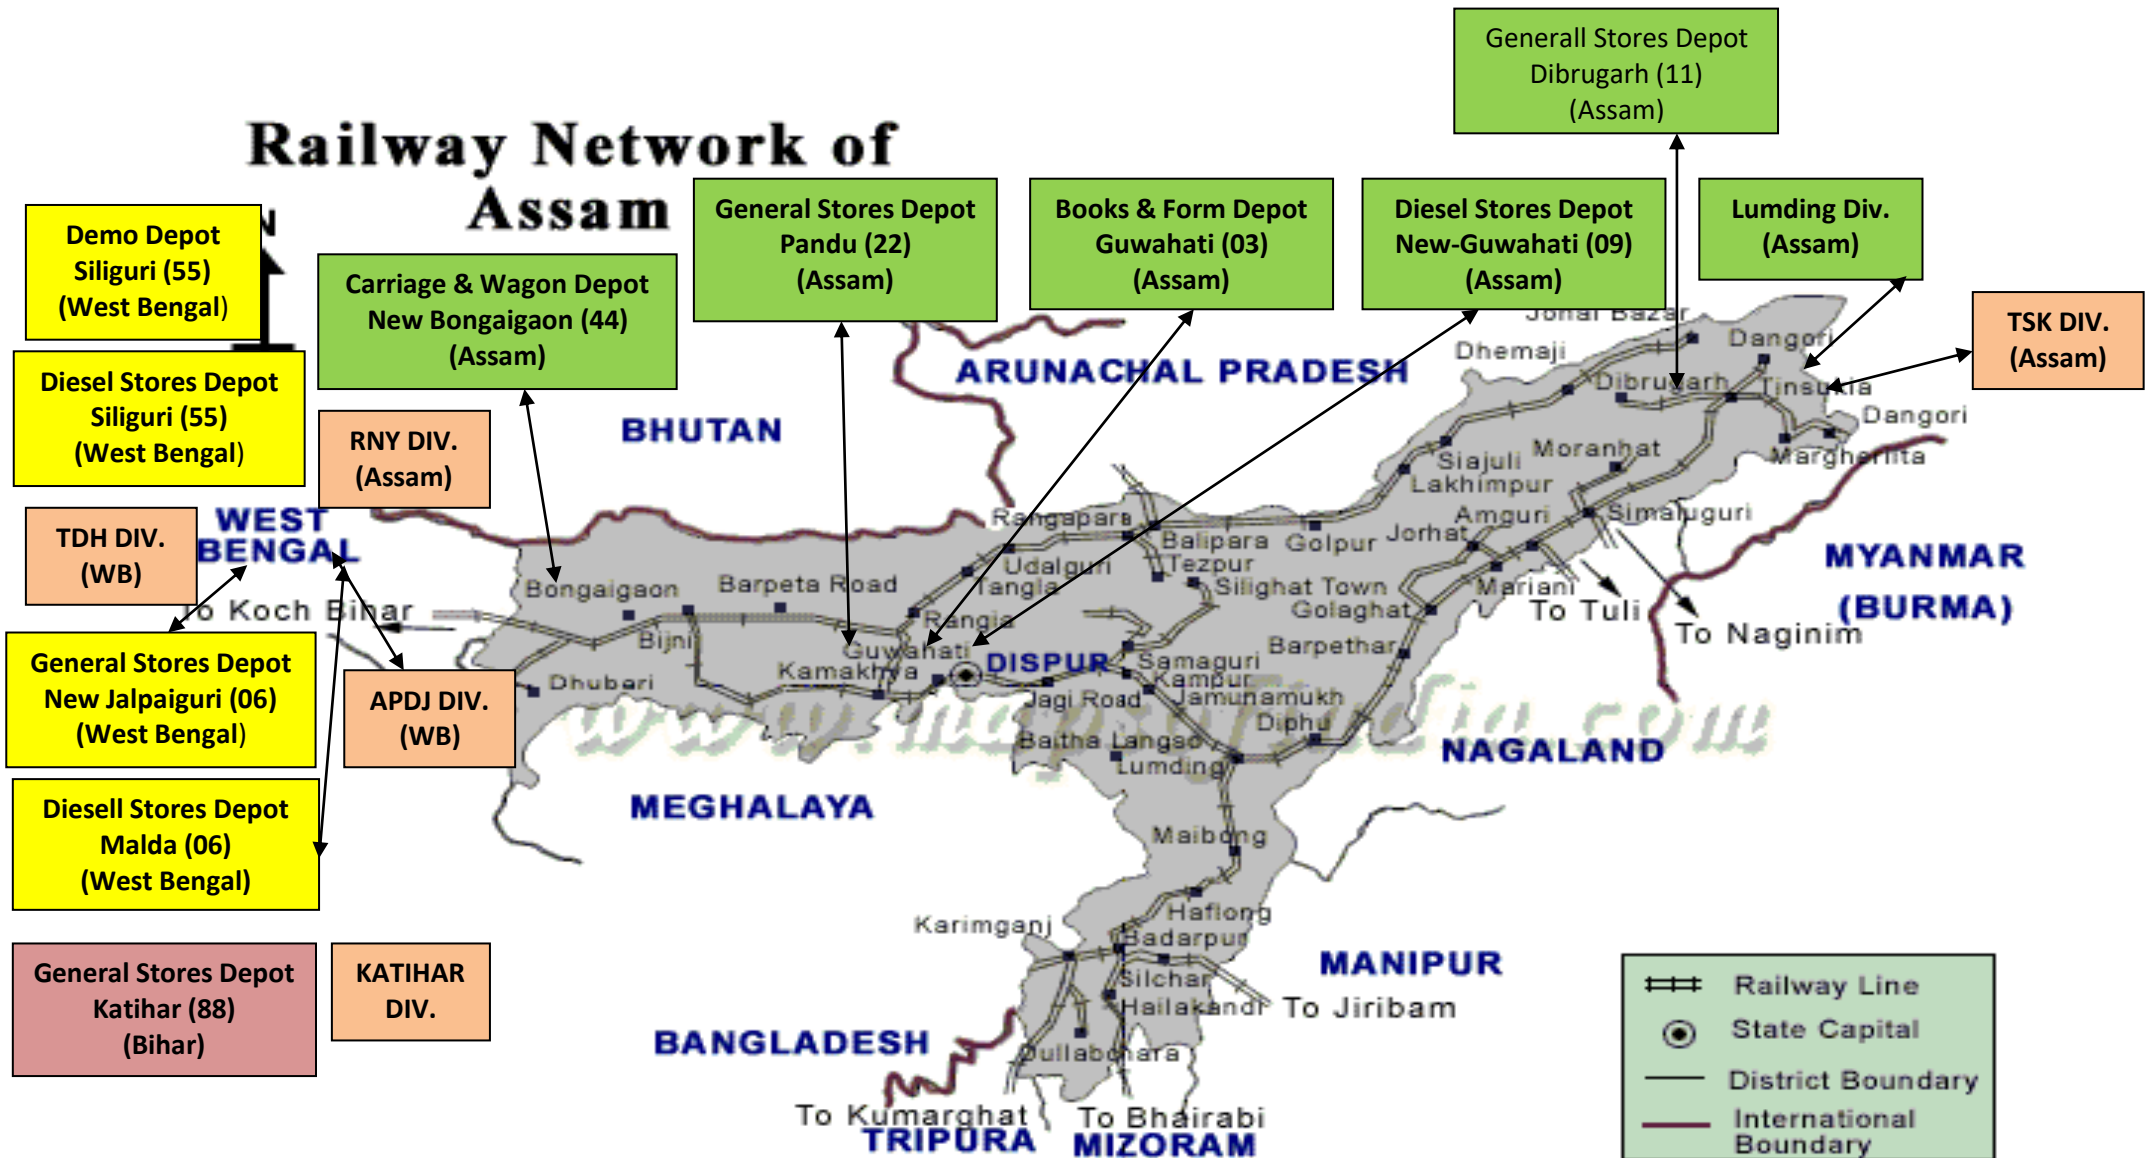 Generall Stores Depot
Dibrugarh (11)
(Assam)
Railway Network of
Assam
N
Demo Depot
Siliguri (55)
(West Bengal)
Carriage & Wagon Depot
New Bongaigaon (44)
(Assam)
General Stores Depot
Pandu (22)
(Assam)
Books & Form Depot
Guwahati (03)
(Assam)
Diesel Stores Depot
New-Guwahati (09)
(Assam)
Lumding Div.
(Assam)
TSK DIV.
(Assam)
Diesel Stores Depot
Siliguri (55)
(West Bengal)
RNY DIV.
(Assam)
TDH DIV.
(WB)
WEST
BENGAL
BHUTAN
ARUNACHAL PRADESH
Bazar
Dhemaji
Dangori
Dibrugarh
Tinsukia
Dangori
Margherita
Siajuli
Moranhat
Lakhimpur
Amguri
Simaluguri
Jorhat
Mariani
To Tuli
To Naginim
MYANMAR
(BURMA)
Rangapara
Balipara
Golpur
Udalguri
Tezpur
Tangla
Silighat Town
Golaghat
Barpethar
Bongaigaon
Barpeta Road
Rangia
To Koch Bihar
Bijni
Guwahati
DISPUR
Samaguri
Kampur
Kamakhya
Dhubari
Jagi Road
Jamunamukh
Diphu
www.mapsofindia.com
Baitha Langso
Lumding
NAGALAND
General Stores Depot
New Jalpaiguri (06)
(West Bengal)
APDJ DIV.
(WB)
MEGHALAYA
Diesell Stores Depot
Malda (06)
(West Bengal)
Maibong
Haflong
Karimganj
Badarpur
Silchar
Hailakandi
To Jiribam
MANIPUR
General Stores Depot
Katihar (88)
(Bihar)
KATIHAR
DIV.
BANGLADESH
Dullabchara
To Kumarghat
To Bhairabi
TRIPURA
MIZORAM
Railway Line
State Capital
District Boundary
International
Boundary